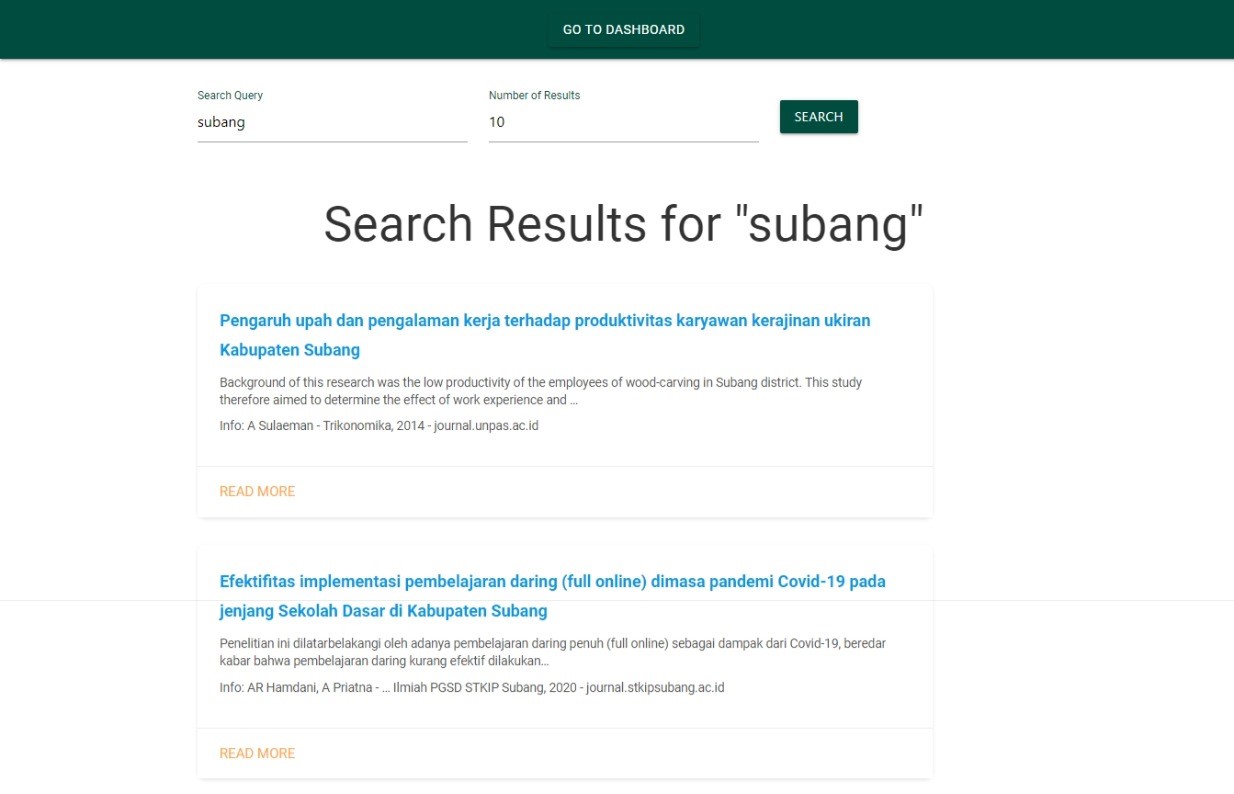 GO TO DASHBOARD
Search Query
subang
Number of Results
10
SEARCH
Search Results for "subang"
Pengaruh upah dan pengalaman kerja terhadap produktivitas karyawan kerajinan ukiran
Kabupaten Subang
Background of this research was the low productivity of the employees of wood-carving in Subang district. This study
therefore aimed to determine the effect of work experience and ...
Info: A Sulaeman - Trikonomika, 2014 - journal.unpas.ac.id
READ MORE
Efektifitas implementasi pembelajaran daring (full online) dimasa pandemi Covid-19 pada
jenjang Sekolah Dasar di Kabupaten Subang
Penelitian ini dilatarbelakangi oleh adanya pembelajaran daring penuh (full online) sebagai dampak dari Covid-19, beredar
kabar bahwa pembelajaran daring kurang efektif dilakukan...
Info: AR Hamdani, A Priatna - ... Ilmiah PGSD STKIP Subang, 2020 - journal.stkipsubang.ac.id
READ MORE